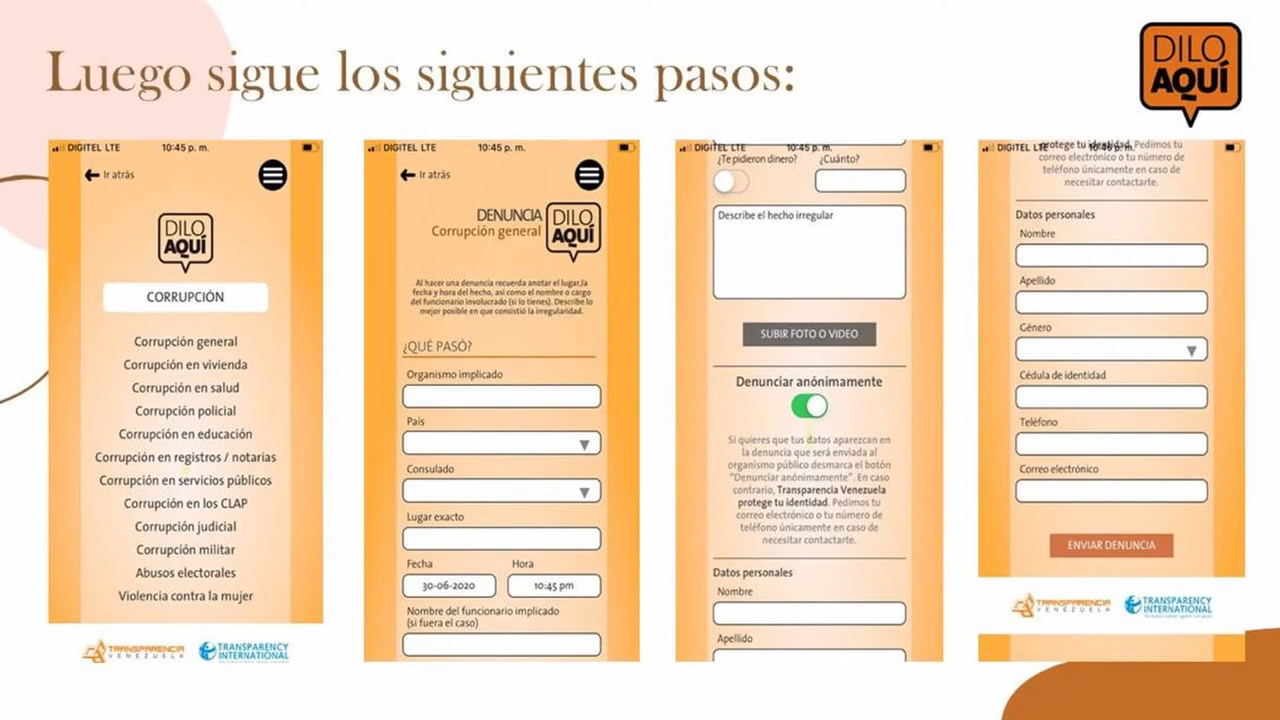 Luego sigue los siguientes pasos:
DILO
AQUÍ
DIGITEL LTE 10:45 p. m.
Ir atrás
DILO
AQUÍ
CORRUPCIÓN
Corrupción general
Corrupción en vivienda
Corrupción en salud
Corrupción policial
Corrupción en educación
Corrupción en registros / notarias
Corrupción en servicios públicos
Corrupción en los CLAP
Corrupción judicial
Corrupción militar
Abusos electorales
Violencia contra la mujer
TRANSPARENCIA
VENEZUELA
TRANSPARENCY
INTERNATIONAL
DIGITEL LTE 10:45 p. m.
Ir atrás
DENUNCIA
Corrupción general
DILO
AQUÍ
Al hacer una denuncia recuerda anotar el lugar,la
fecha y hora del hecho, así como el nombre o cargo
del funcionario involucrado (si lo tienes). Describe lo
mejor posible en que consistió la irregularidad.
¿QUÉ PASÓ?
Organismo implicado
País
Consulado
Lugar exacto
Fecha Hora
30-06-2020 10:45 pm
Nombre del funcionario implicado
(si fuera el caso)
DIGITEL LTE 10:45 p. m.
¿Te pidieron dinero? ¿Cuánto?
Describe el hecho irregular
SUBIR FOTO O VIDEO
Denunciar anónimamente
Si quieres que tus datos aparezcan en
la denuncia que será enviada al
organismo público desmarca el botón
“Denunciar anónimamente”. En caso
contrario, Transparencia Venezuela
protege tu identidad. Pedimos tu
correo electrónico o tu número de
teléfono únicamente en caso de
necesitar contactarte.
Datos personales
Nombre
Apellido
DIGITEL LTE
protege tu identidad. Pedimos tu
correo electrónico o tu número de
teléfono únicamente en caso de
necesitar contactarte.
Datos personales
Nombre
Apellido
Género
Cédula de identidad
Teléfono
Correo electrónico
ENVIAR DENUNCIA
TRANSPARENCIA
VENEZUELA
TRANSPARENCY
INTERNATIONAL